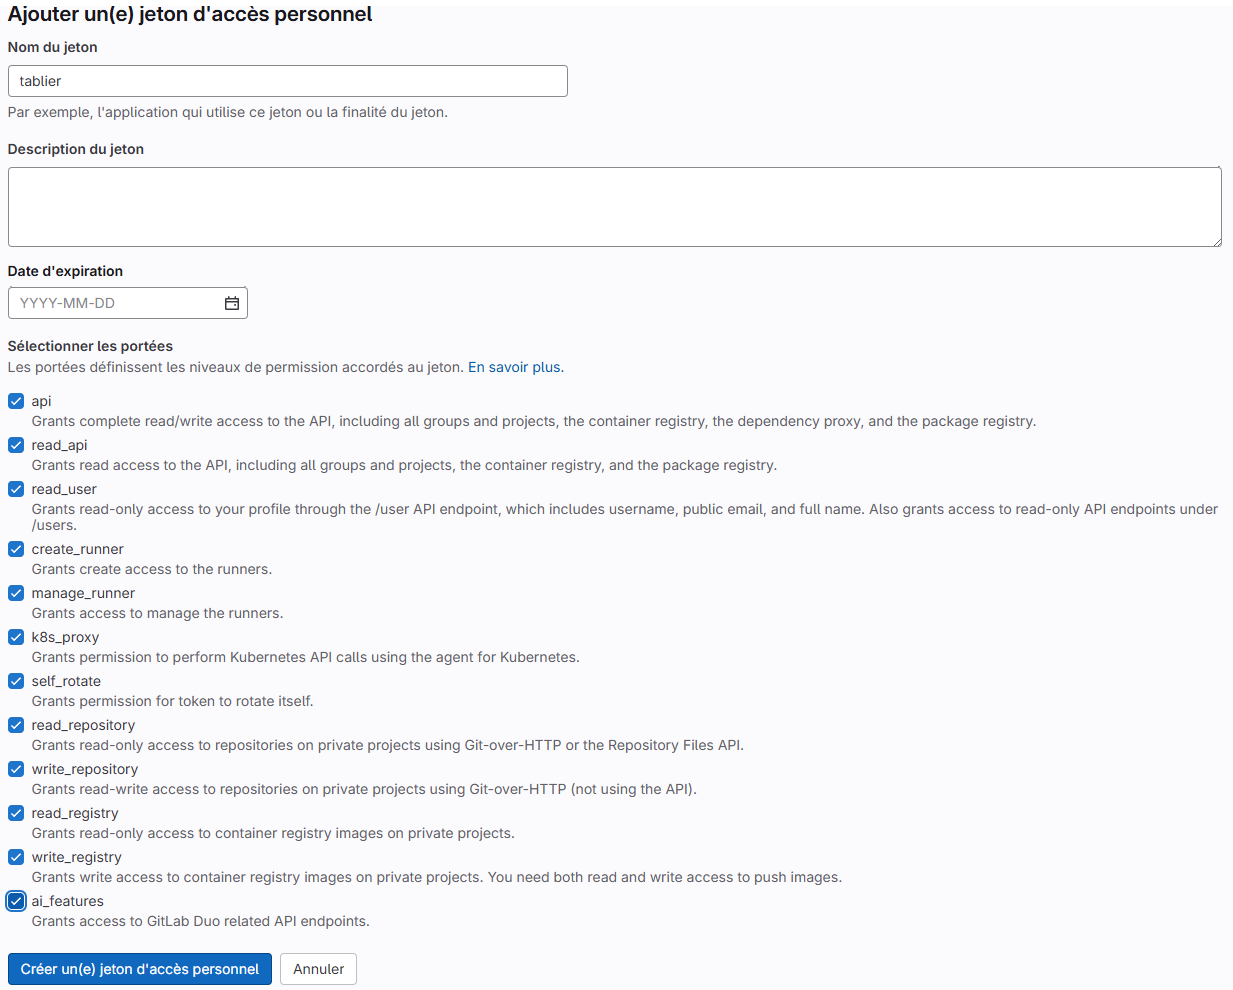 Ajouter un(e) jeton d'accès personnel
Nom du jeton
tablier
Par exemple, l'application qui utilise ce jeton ou la finalité du jeton.
Description du jeton
Date d'expiration
YYYY-MM-DD
Sélectionner les portées
Les portées définissent les niveaux de permission accordés au jeton. En savoir plus.
api
Grants complete read/write access to the API, including all groups and projects, the container registry, the dependency proxy, and the package registry.
read_api
Grants read access to the API, including all groups and projects, the container registry, and the package registry.
read_user
Grants read-only access to your profile through the /user API endpoint, which includes username, public email, and full name. Also grants access to read-only API endpoints under
/users.
create_runner
Grants create access to the runners.
manage_runner
Grants access to manage the runners.
k8s_proxy
Grants permission to perform Kubernetes API calls using the agent for Kubernetes.
self_rotate
Grants permission for token to rotate itself.
read_repository
Grants read-only access to repositories on private projects using Git-over-HTTP or the Repository Files API.
write_repository
Grants read-write access to repositories on private projects using Git-over-HTTP (not using the API).
read_registry
Grants read-only access to container registry images on private projects.
write_registry
Grants write access to container registry images on private projects. You need both read and write access to push images.
ai_features
Grants access to GitLab Duo related API endpoints.
Créer un(e) jeton d'accès personnel
Annuler